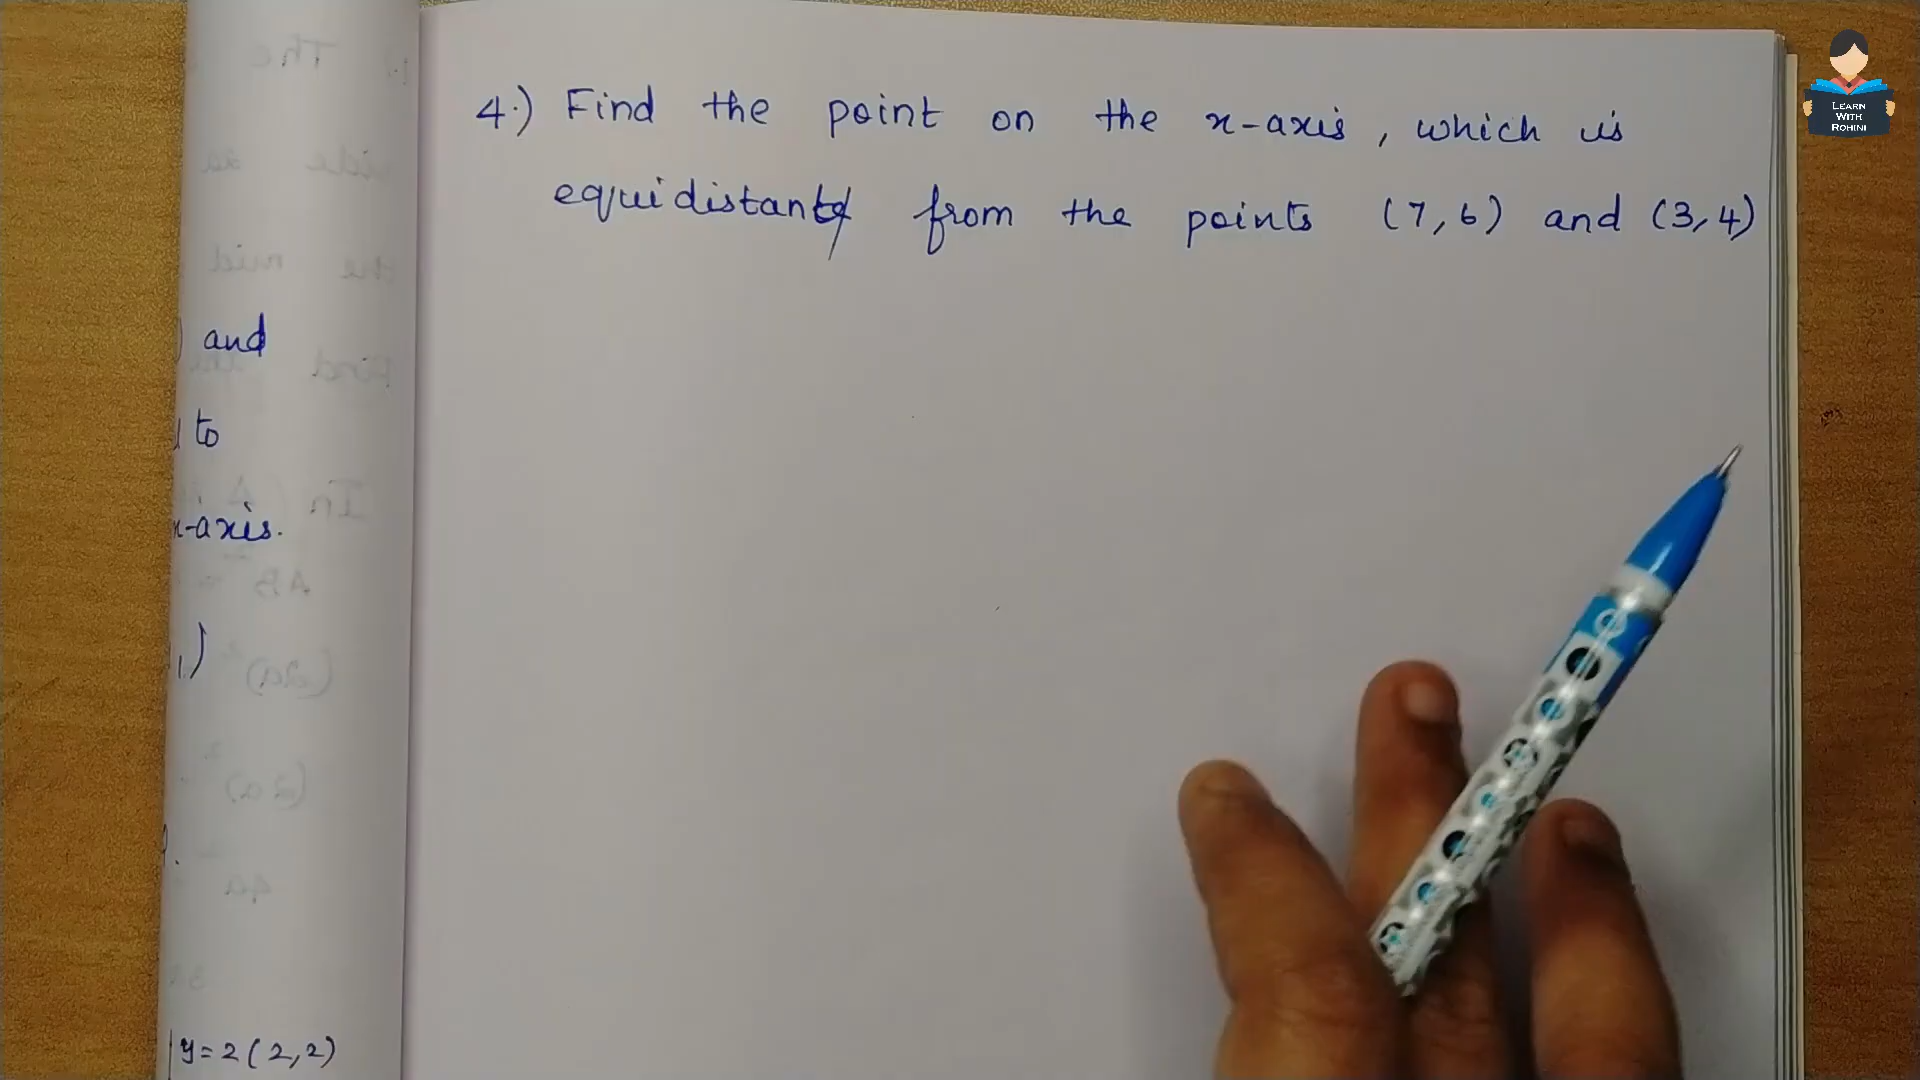 4.) Find the point on the x-axis, which is
equidistant from the points (7,6) and (3,4)
and
to
x-axis.
y=2 (2,2)
LEARN
WITH
ROHINI